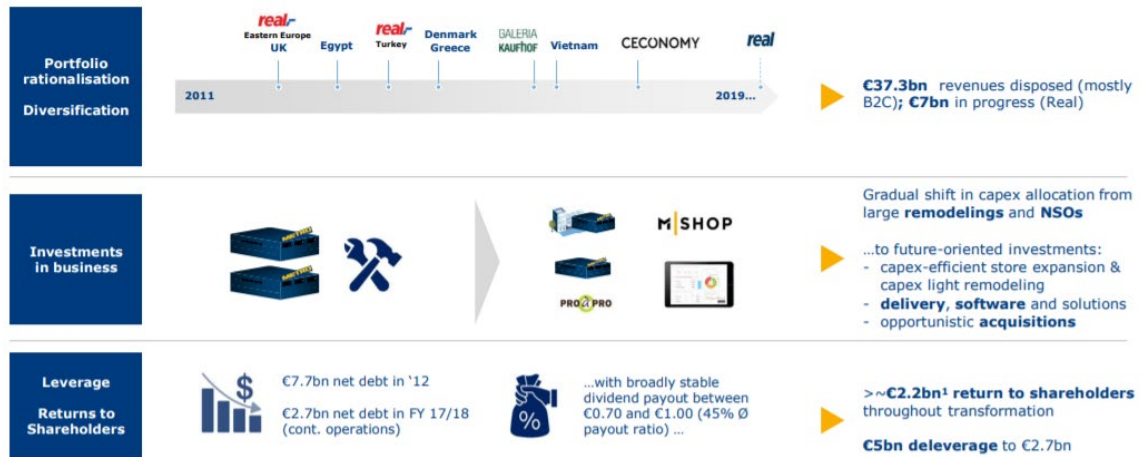 Portfolio
rationalisation
Diversification
real,-
Eastern Europe
UK
Egypt
real,-
Turkey
Denmark
Greece
GALERIA
KAUFHOF
Vietnam
CECONOMY
real
2011
2019...
€37.3bn revenues disposed (mostly
B2C); €7bn in progress (Real)
Investments
in business
METRO
METRO
M|SHOP
PROàPRO
Gradual shift in capex allocation from
large remodelings and NSOs
…to future-oriented investments:
- capex-efficient store expansion &
capex light remodeling
- delivery, software and solutions
- opportunistic acquisitions
Leverage
Returns to
Shareholders
$
€7.7bn net debt in ‘12
€2.7bn net debt in FY 17/18
(cont. operations)
%
…with broadly stable
dividend payout between
€0.70 and €1.00 (45% Ø
payout ratio) …
>~€2.2bn¹ return to shareholders
throughout transformation
€5bn deleverage to €2.7bn